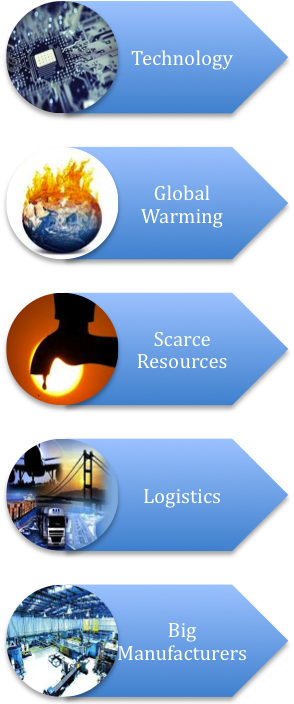 Technology
Global
Warming
Scarce
Resources
Logistics
Big
Manufacturers